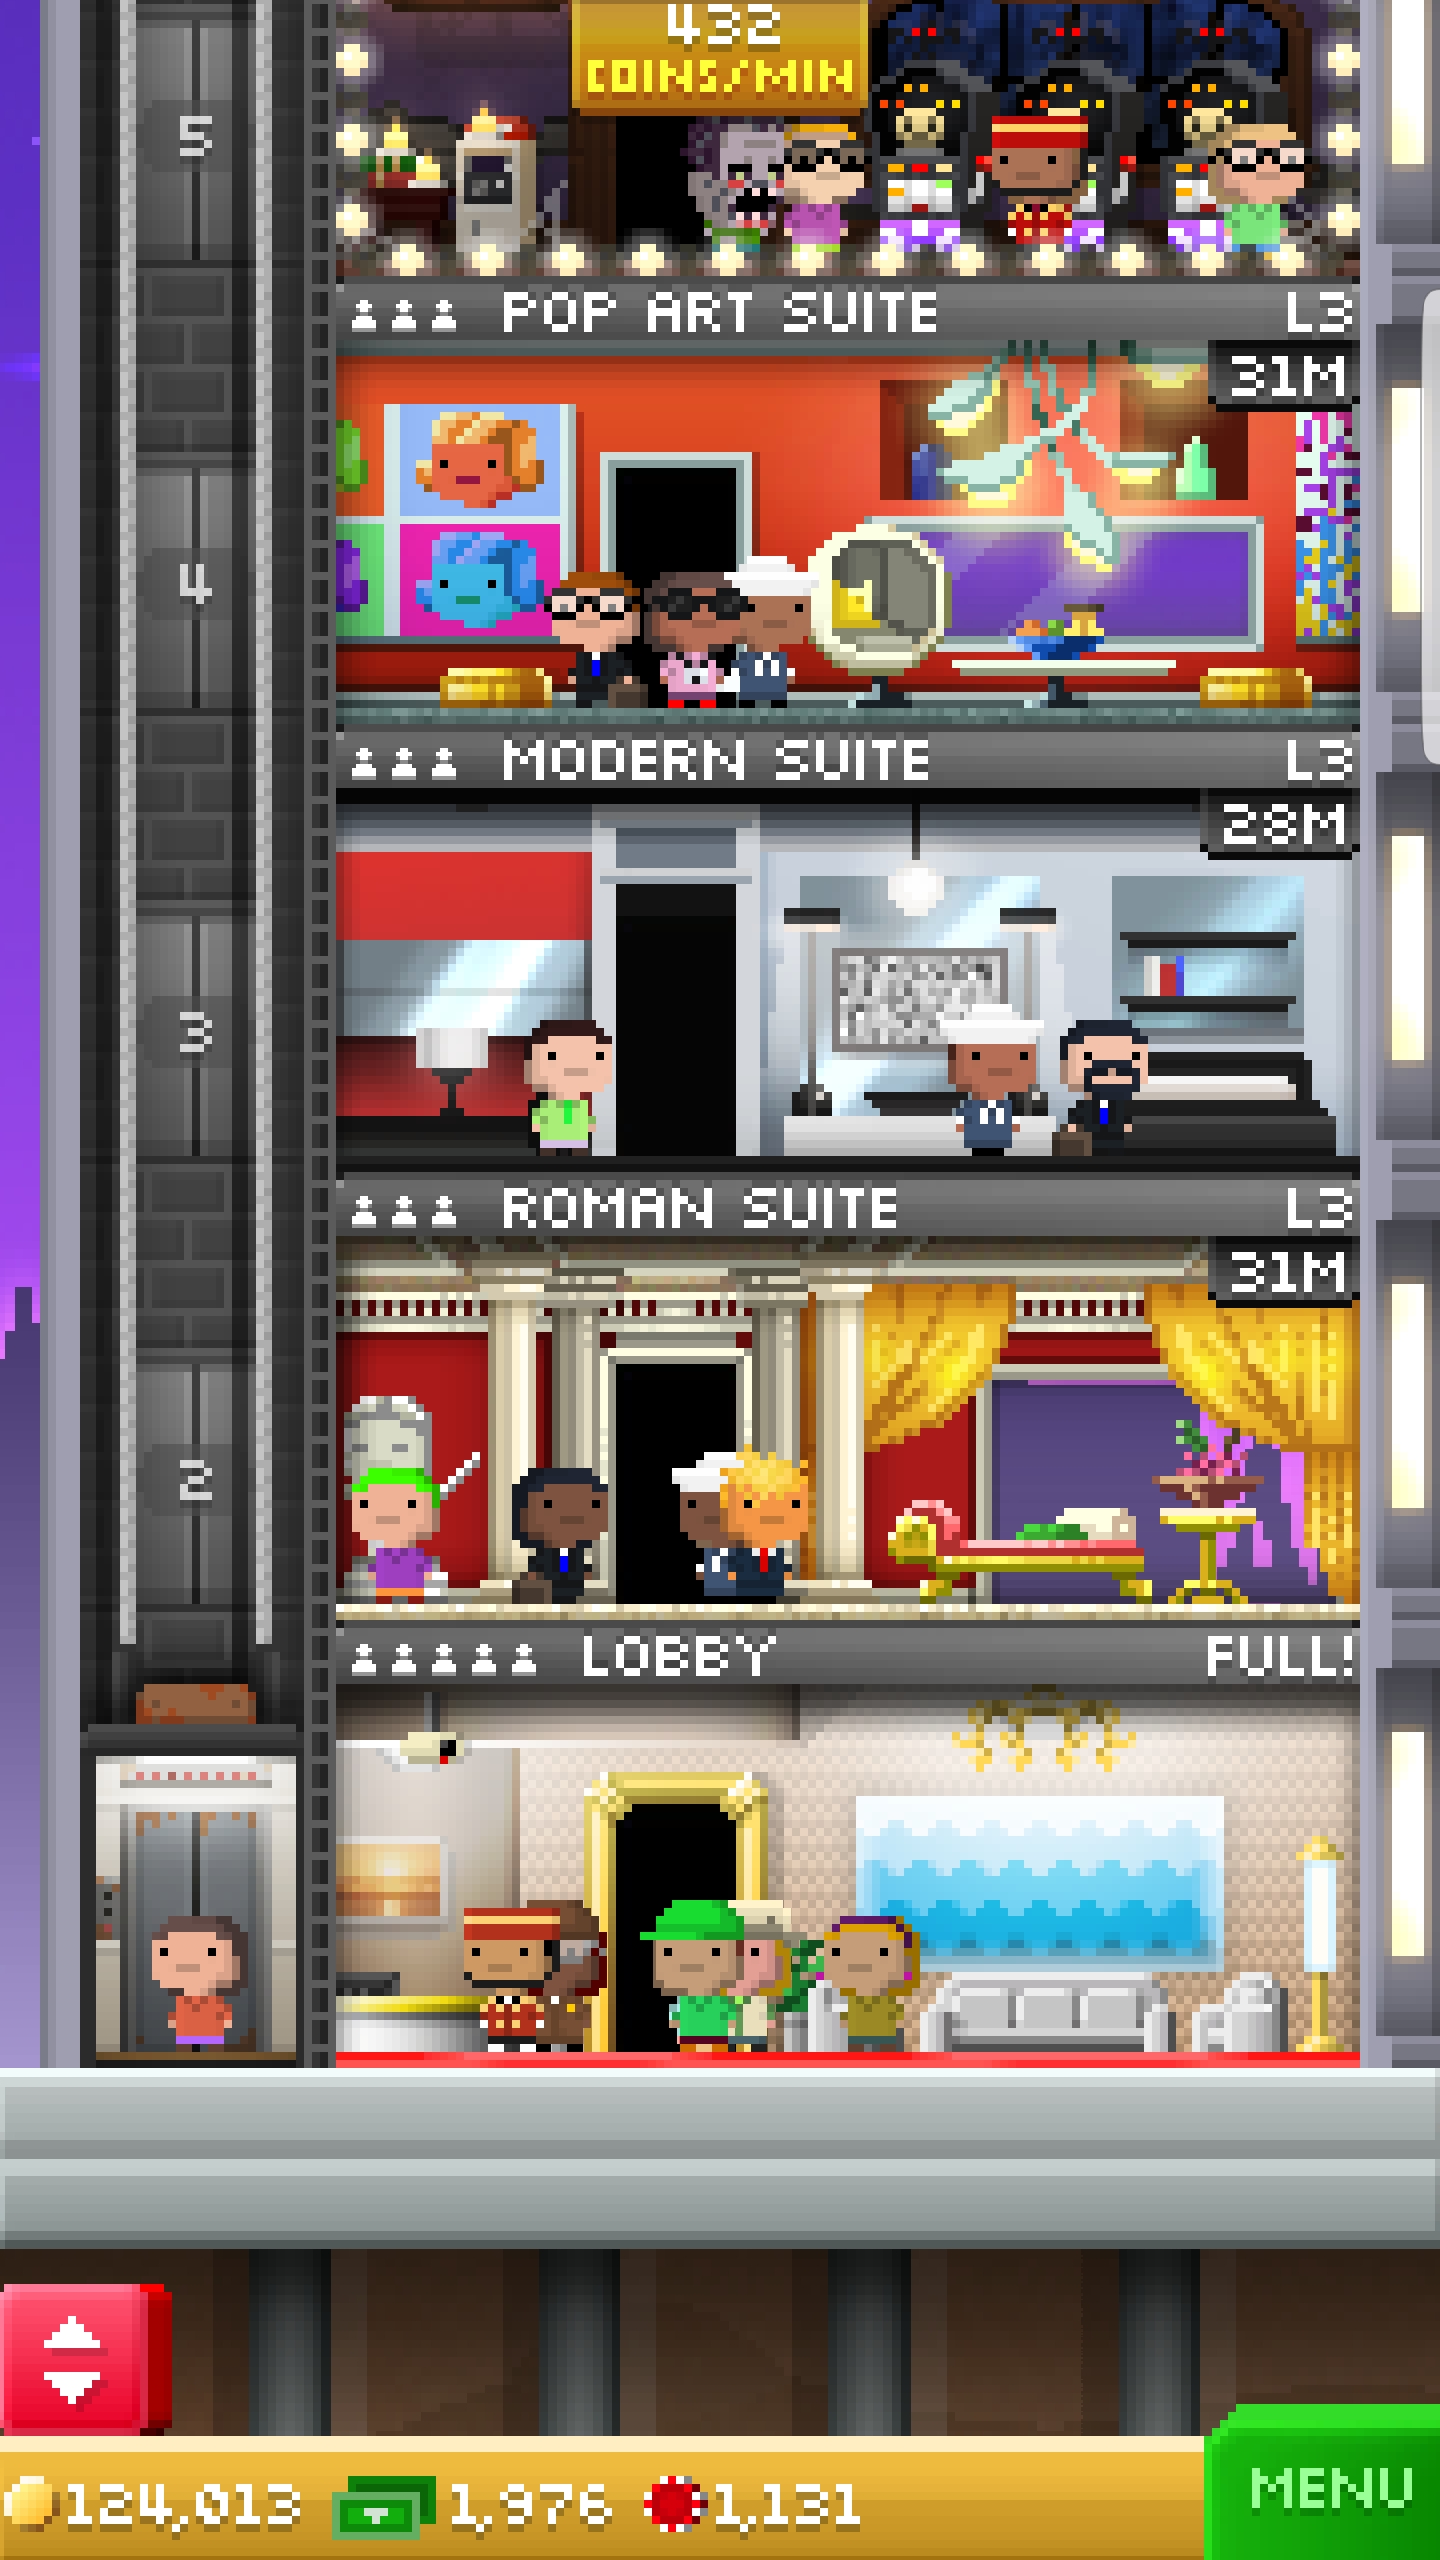 432
COINS/MIN
5
POP ART SUITE L3
31M
4
MODERN SUITE L3
28M
3
ROMAN SUITE L3
31M
2
LOBBY FULL!
124,013 1,976 1,131
MENU